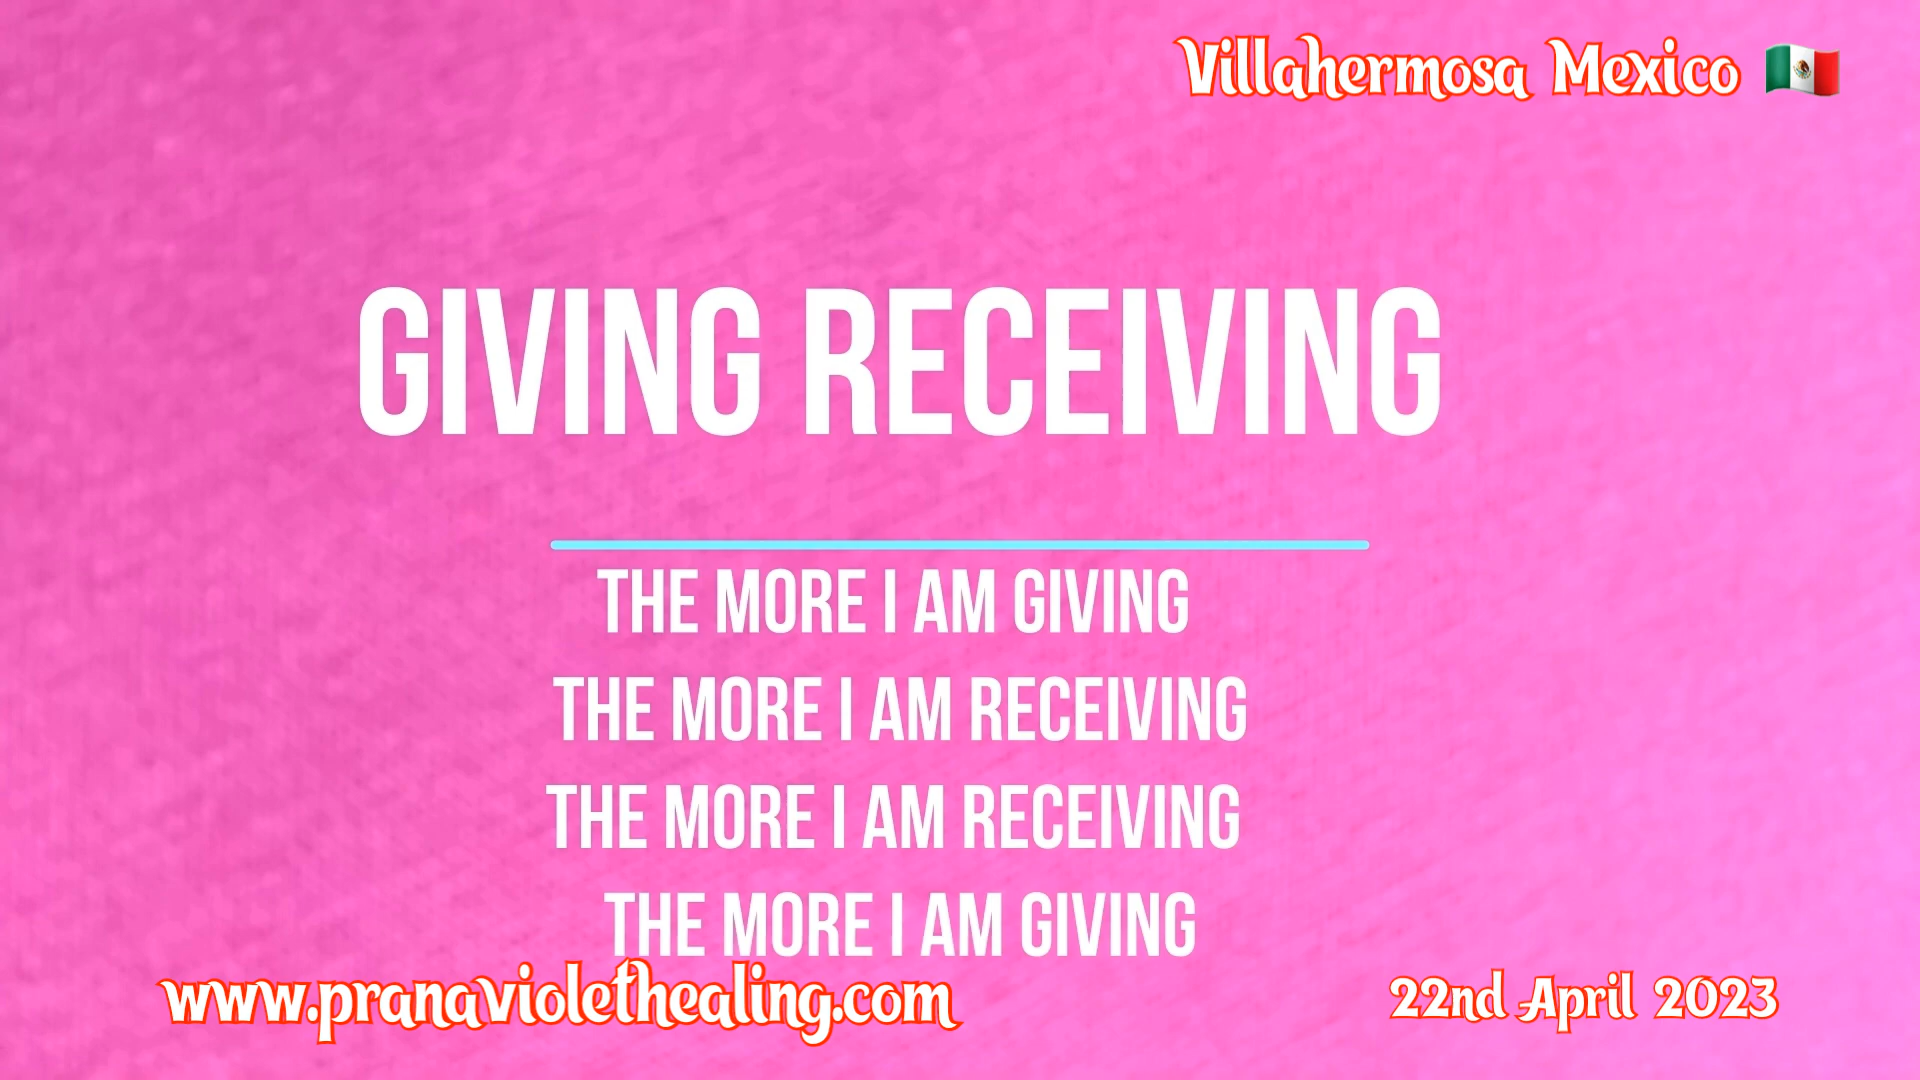 Villahermosa Mexico 🇲🇽
GIVING RECEIVING
THE MORE I AM GIVING
THE MORE I AM RECEIVING
THE MORE I AM RECEIVING
THE MORE I AM GIVING
www.pranaviolethealing.com
22nd April 2023